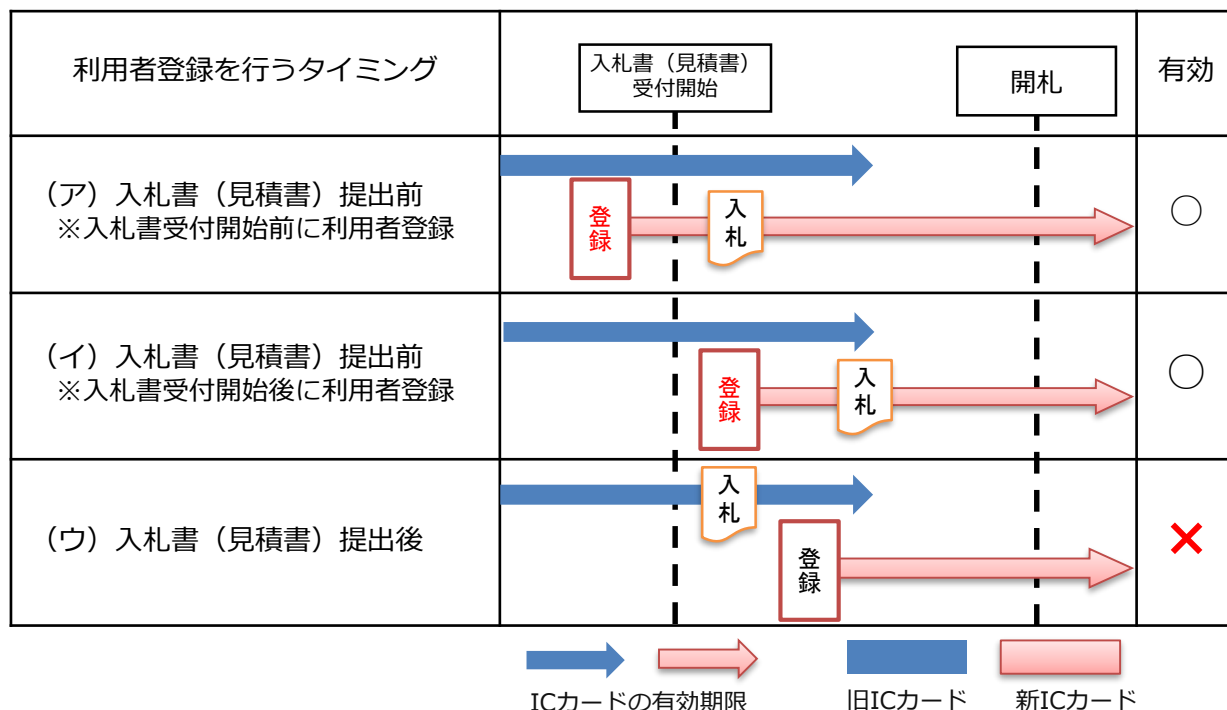 利用者登録を行うタイミング
入札書（見積書）
受付開始
開札
有効
（ア）入札書（見積書）提出前
※入札書受付開始前に利用者登録
登録
入札
○
（イ）入札書（見積書）提出前
※入札書受付開始後に利用者登録
登録
入札
○
（ウ）入札書（見積書）提出後
入札
登録
×
ICカードの有効期限
旧ICカード
新ICカード